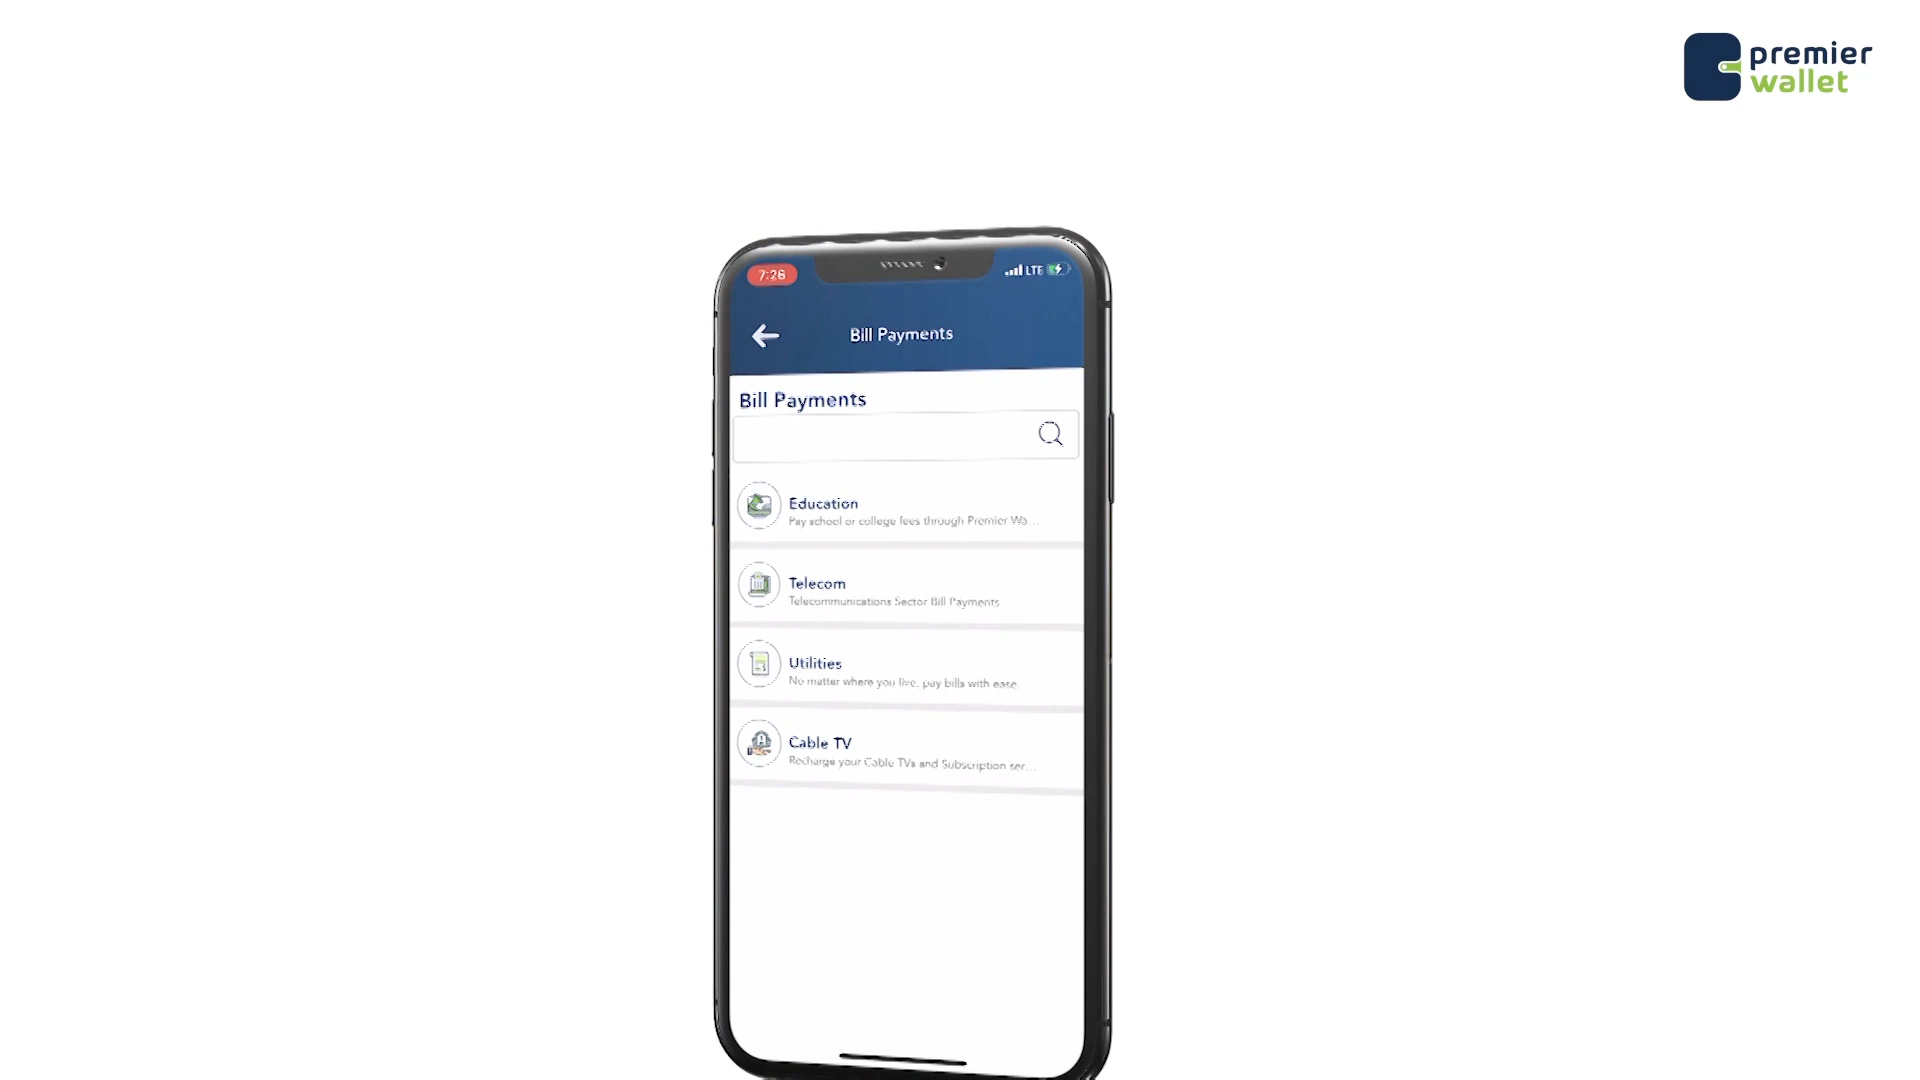 premier
wallet
7:26
LTE
Bill Payments
Bill Payments
Education
Pay school or college fees through Premier Wa...
Telecom
Telecommunications Sector Bill Payments
Utilities
No matter where you live, pay bills with ease.
Cable TV
Recharge your Cable TVs and Subscription ser...